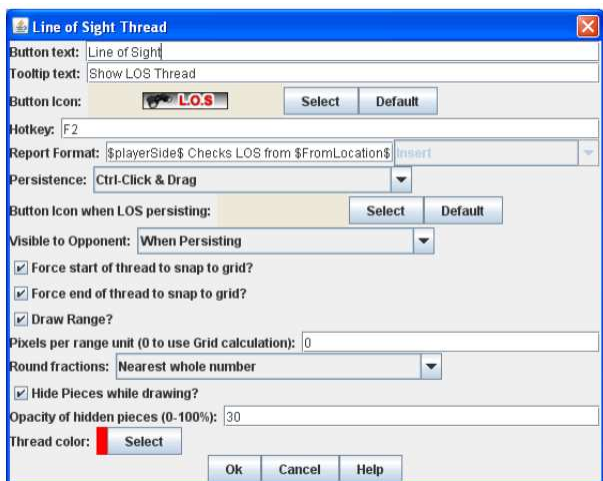 Line of Sight Thread
Button text: Line of Sight
Tooltip text: Show LOS Thread
Button Icon: L.O.S Select Default
Hotkey: F2
Report Format: $playerSide$ Checks LOS from $FromLocation$ Insert
Persistence: Ctrl-Click & Drag
Button Icon when LOS persisting: Select Default
Visible to Opponent: When Persisting
Force start of thread to snap to grid?
Force end of thread to snap to grid?
Draw Range?
Pixels per range unit (0 to use Grid calculation): 0
Round fractions: Nearest whole number
Hide Pieces while drawing?
Opacity of hidden pieces (0-100%): 30
Thread color: Select
Ok Cancel Help